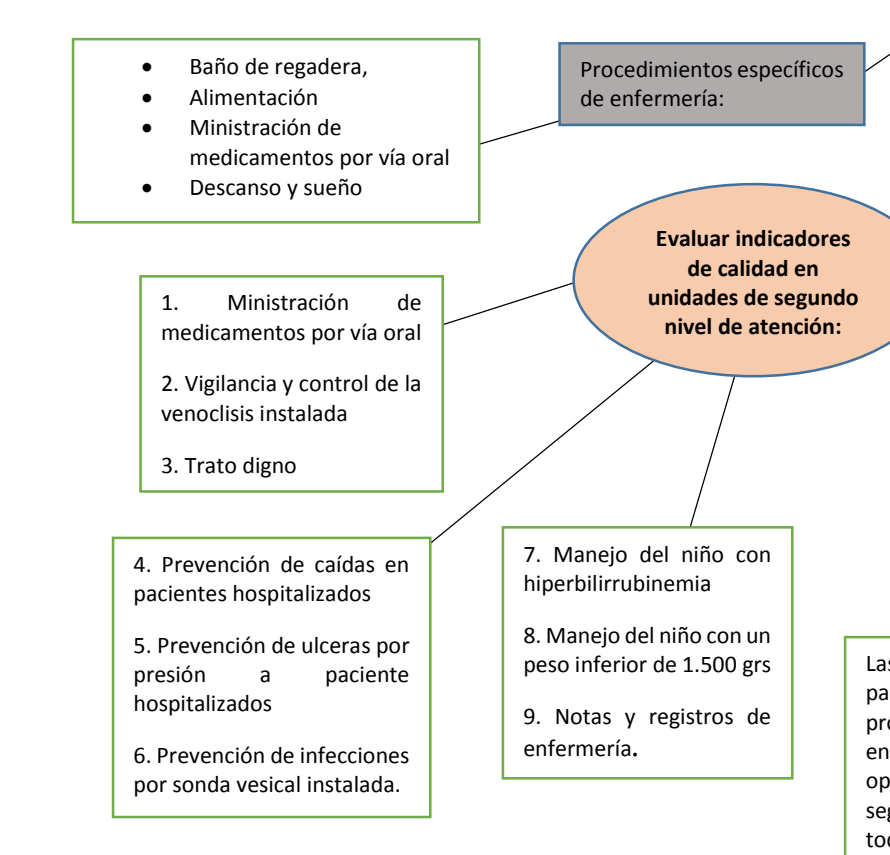 • Baño de regadera,
• Alimentación
• Ministración de
medicamentos por vía oral
• Descanso y sueño
Procedimientos específicos
de enfermería:
Evaluar indicadores
de calidad en
unidades de segundo
nivel de atención:
1. Ministración de
medicamentos por vía oral
2. Vigilancia y control de la
venoclisis instalada
3. Trato digno
4. Prevención de caídas en
pacientes hospitalizados
5. Prevención de ulceras por
presión a paciente
hospitalizados
6. Prevención de infecciones
por sonda vesical instalada.
7. Manejo del niño con
hiperbilirrubinemia
8. Manejo del niño con un
peso inferior de 1.500 grs
9. Notas y registros de
enfermería.